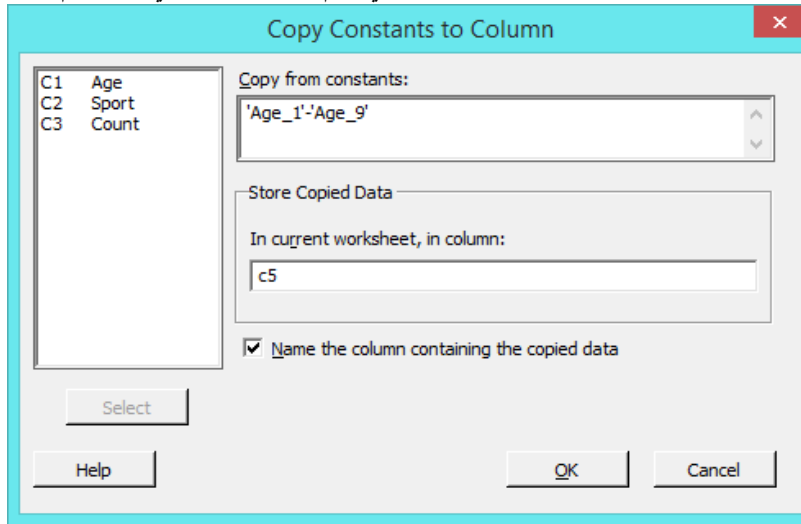 Copy Constants to Column
C1 Age
C2 Sport
C3 Count
Copy from constants:
'Age_1'-'Age_9'
Store Copied Data
In current worksheet, in column:
c5
Name the column containing the copied data
Select
Help
OK
Cancel